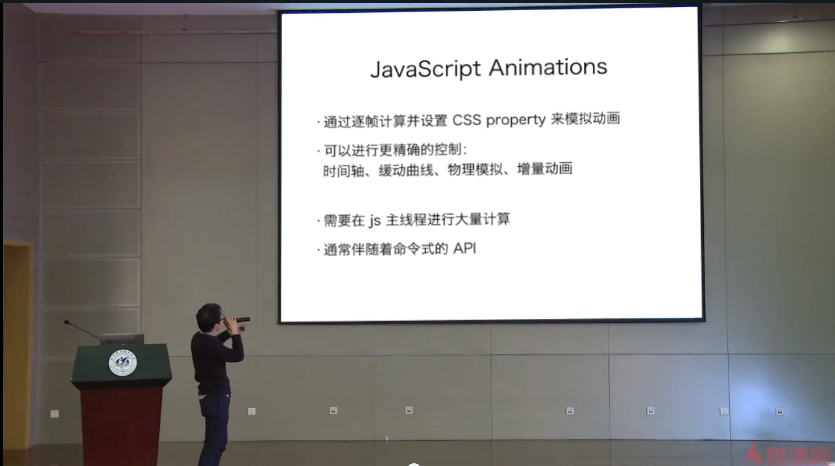 JavaScript Animations
· 通过逐帧计算并设置 CSS property 来模拟动画
· 可以进行更精确的控制：
时间轴、缓动曲线、物理模拟、增量动画
· 需要在 js 主线程进行大量计算
· 通常伴随着命令式的 API
慕课网